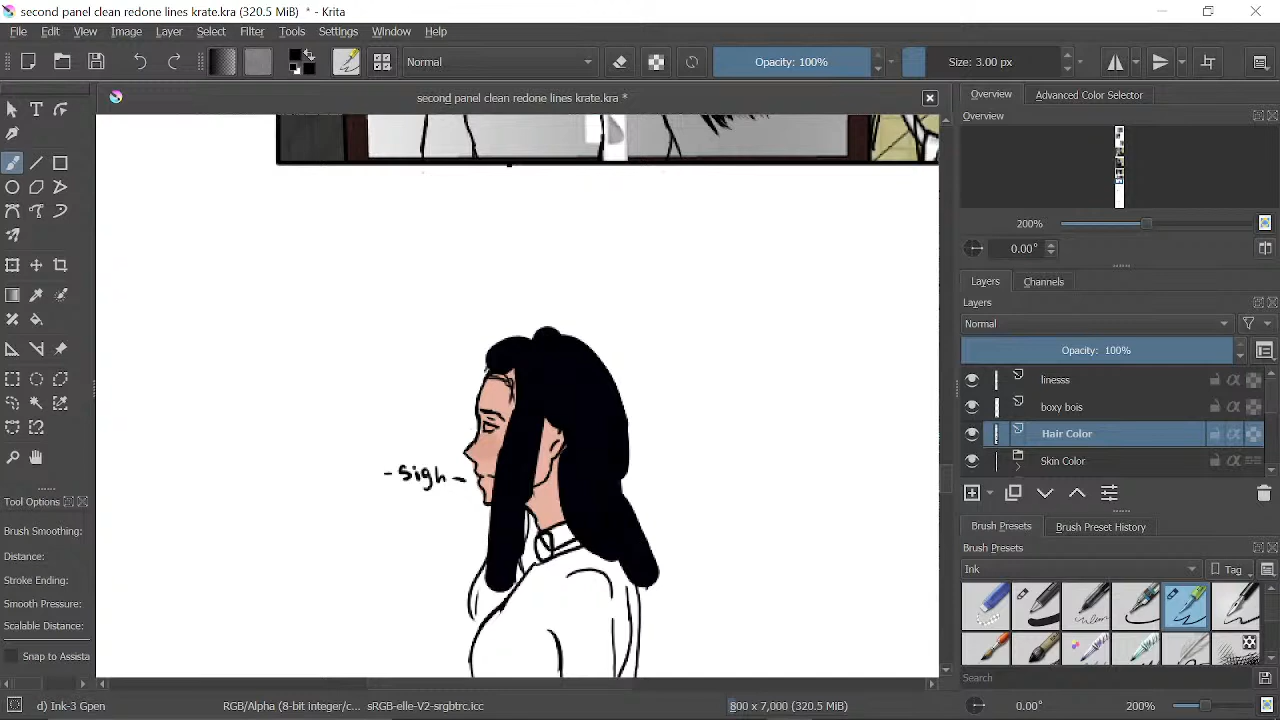 second panel clean redone lines krate.kra (320.5 MiB) * - Krita
File Edit View Image Layer Select Filter Tools Settings Window Help
Normal
Opacity: 100%
Size: 3.00 px
second panel clean redone lines krate.kra *
Overview
Advanced Color Selector
Overview
200%
0.00°
Layers
Channels
Layers
Normal
Opacity: 100%
linesss
boxy bois
Hair Color
Skin Color
- Sigh -
Tool Options
Brush Smoothing:
Distance:
Stroke Ending:
Smooth Pressure:
Scalable Distance:
Snap to Assista
Brush Presets
Brush Preset History
Brush Presets
Ink
Tag
Search
d) Ink-3 Gpen
RGB/Alpha (8-bit integer/c... sRGB-elle-V2-srgbtrc.icc
800 x 7,000 (320.5 MiB)
0.00°
200%